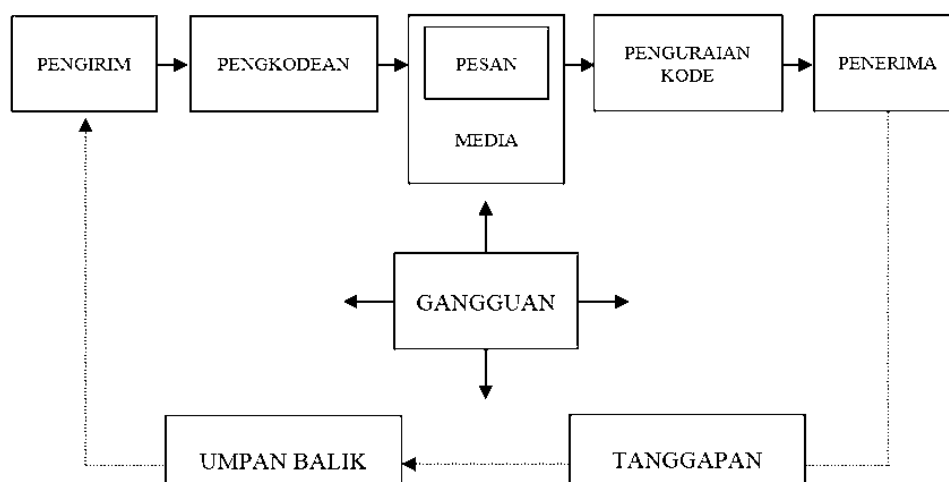 PENGIRIM
PENGKODEAN
PESAN
MEDIA
PENGURAIAN
KODE
PENERIMA
GANGGUAN
UMPAN BALIK
TANGGAPAN